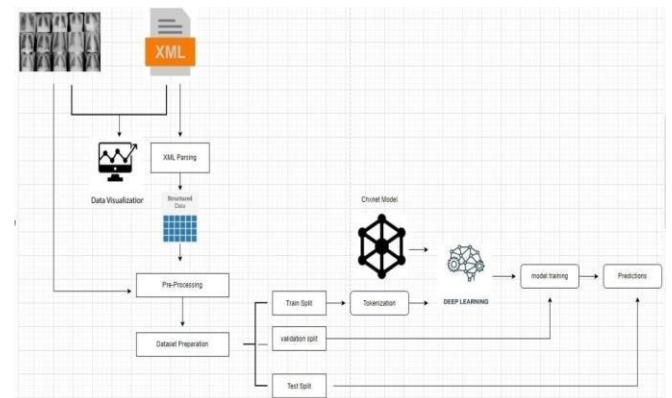 XML
XML Parsing
Data Visualization
Structured
Data
Chxnet Model
Pre-Processing
Train Split
Tokenization
DEEP LEARNING
model training
Predictions
Dataset Preparation
validation split
Test Split